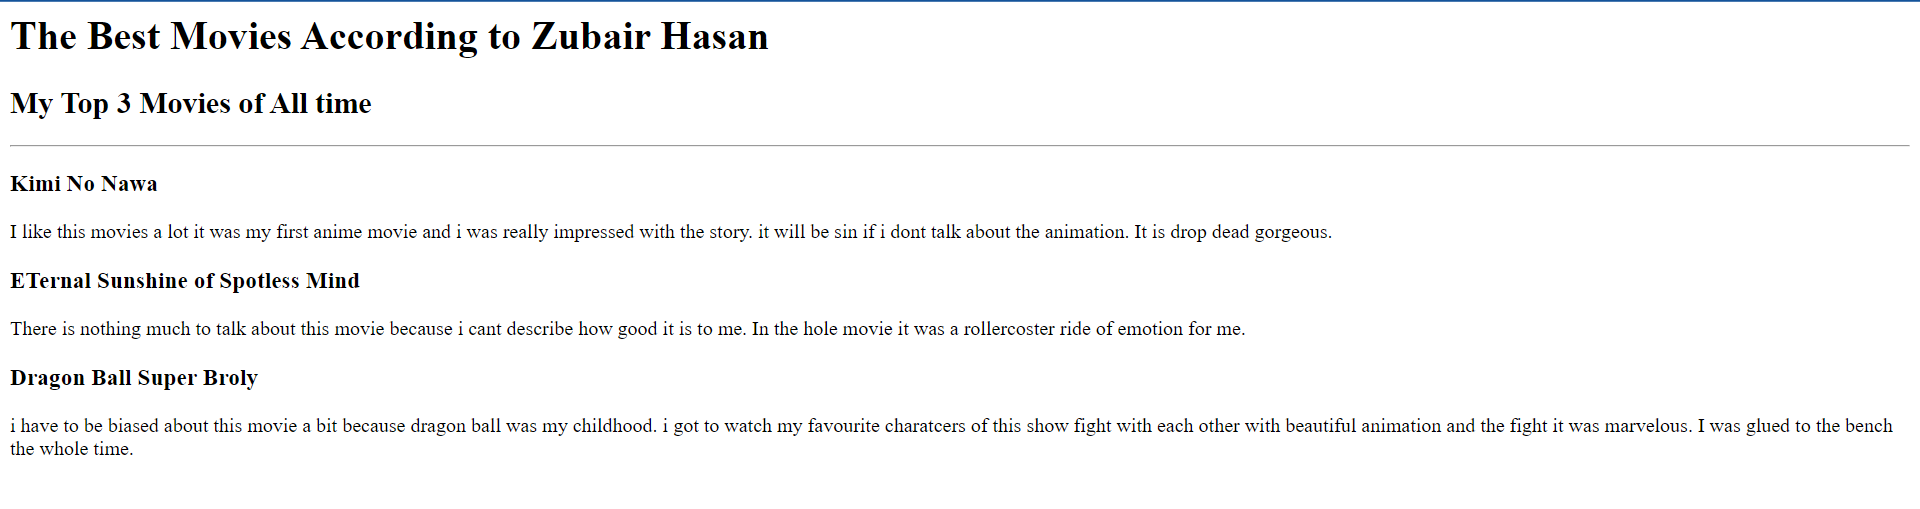 The Best Movies According to Zubair Hasan
My Top 3 Movies of All time
Kimi No Nawa
I like this movies a lot it was my first anime movie and i was really impressed with the story. it will be sin if i dont talk about the animation. It is drop dead gorgeous.
ETernal Sunshine of Spotless Mind
There is nothing much to talk about this movie because i cant describe how good it is to me. In the hole movie it was a rollercoster ride of emotion for me.
Dragon Ball Super Broly
i have to be biased about this movie a bit because dragon ball was my childhood. i got to watch my favourite charatcers of this show fight with each other with beautiful animation and the fight it was marvelous. I was glued to the bench
the whole time.